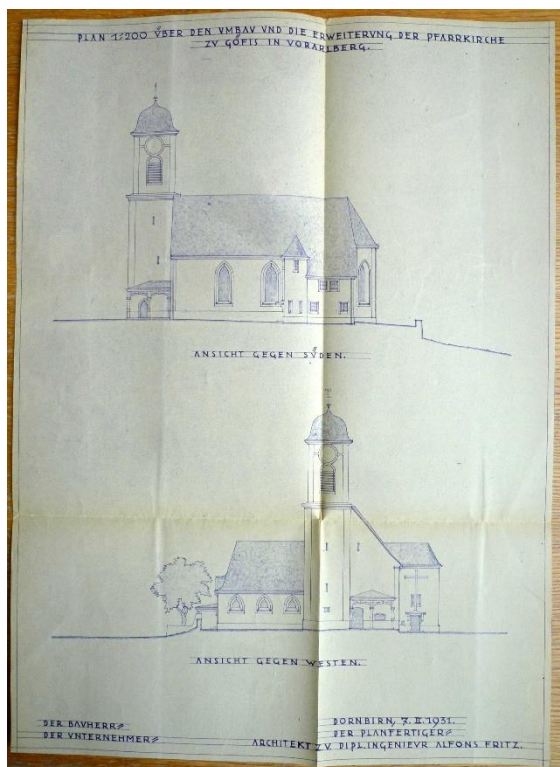 PLAN 1:200 ÜBER DEN VMBAV VND DIE ERWEITERVNG DER PFARRKIRCHE
ZV GÖFIS IN VORARLBERG.
ANSICHT GEGEN SÜDEN.
ANSICHT GEGEN WESTEN.
DER BAVHERR:
DER VNTERNEHMER:
DORNBIRN, 7. II. 1931.
DER PLANFERTIGER:
ARCHITEKT Z.V. DIPL.INGENIEVR ALFONS FRITZ.